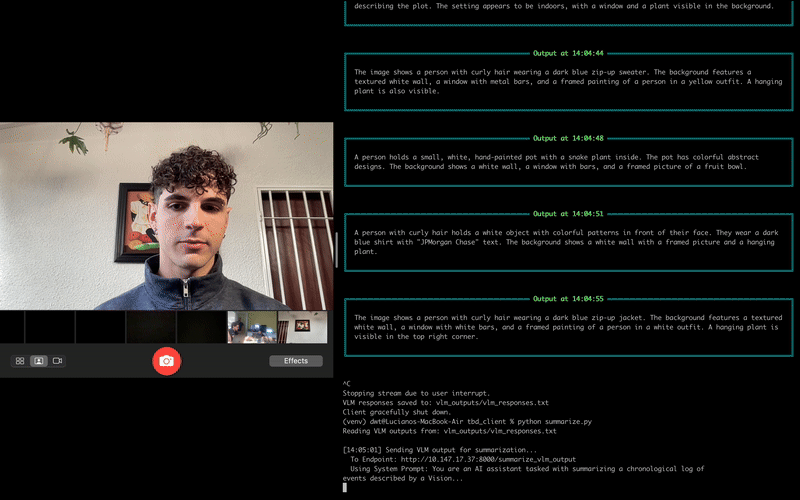 describing the plot. The setting appears to be indoors, with a window and a plant visible in the background.
Output at 14:04:44
The image shows a person with curly hair wearing a dark blue zip-up sweater. The background features a
textured white wall, a window with metal bars, and a framed painting of a person in a yellow outfit. A hanging
plant is also visible.
Output at 14:04:48
A person holds a small, white, hand-painted pot with a snake plant inside. The pot has colorful abstract
designs. The background shows a white wall, a window with bars, and a framed picture of a fruit bowl.
Output at 14:04:51
A person with curly hair holds a white object with colorful patterns in front of their face. They wear a dark
blue shirt with "JPMorgan Chase" text. The background shows a white wall with a framed picture and a hanging
plant.
Output at 14:04:55
The image shows a person with curly hair wearing a dark blue zip-up jacket. The background features a textured
white wall, a window with white bars, and a framed painting of a person in a white outfit. A hanging plant is
visible in the top right corner.
Effects
^C
Stopping stream due to user interrupt.
VLM responses saved to: vlm_outputs/vlm_responses.txt
Client gracefully shut down.
(venv) dwt@Lucianos-MacBook-Air tbd_client % python summarize.py
Reading VLM outputs from: vlm_outputs/vlm_responses.txt
[14:05:01] Sending VLM output for summarization...
To Endpoint: http://10.147.17.37:8000/summarize_vlm_output
Using System Prompt: You are an AI assistant tasked with summarizing a chronological log of
events described by a Vision...